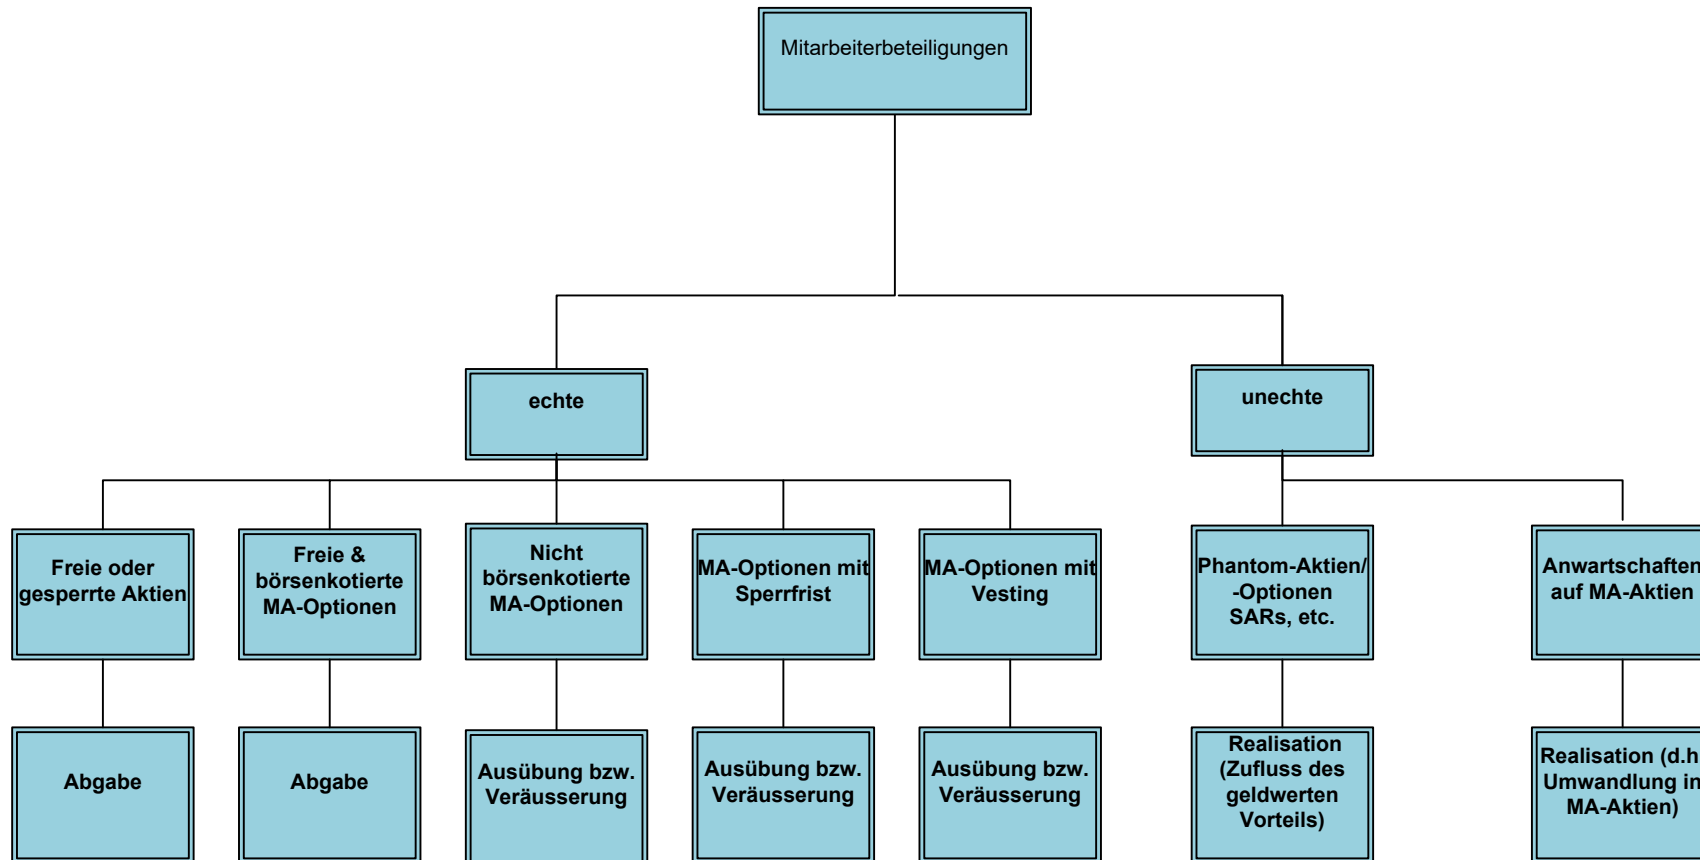 Mitarbeiterbeteiligungen
echte
unechte
Freie oder
gesperrte Aktien
Freie &
börsenkotierte
MA-Optionen
Nicht
börsenkotierte
MA-Optionen
MA-Optionen mit
Sperrfrist
MA-Optionen mit
Vesting
Phantom-Aktien/
-Optionen
SARs, etc.
Anwartschaften
auf MA-Aktien
Abgabe
Abgabe
Ausübung bzw.
Veräusserung
Ausübung bzw.
Veräusserung
Ausübung bzw.
Veräusserung
Realisation
(Zufluss des
geldwerten
Vorteils)
Realisation (d.h.
Umwandlung in
MA-Aktien)